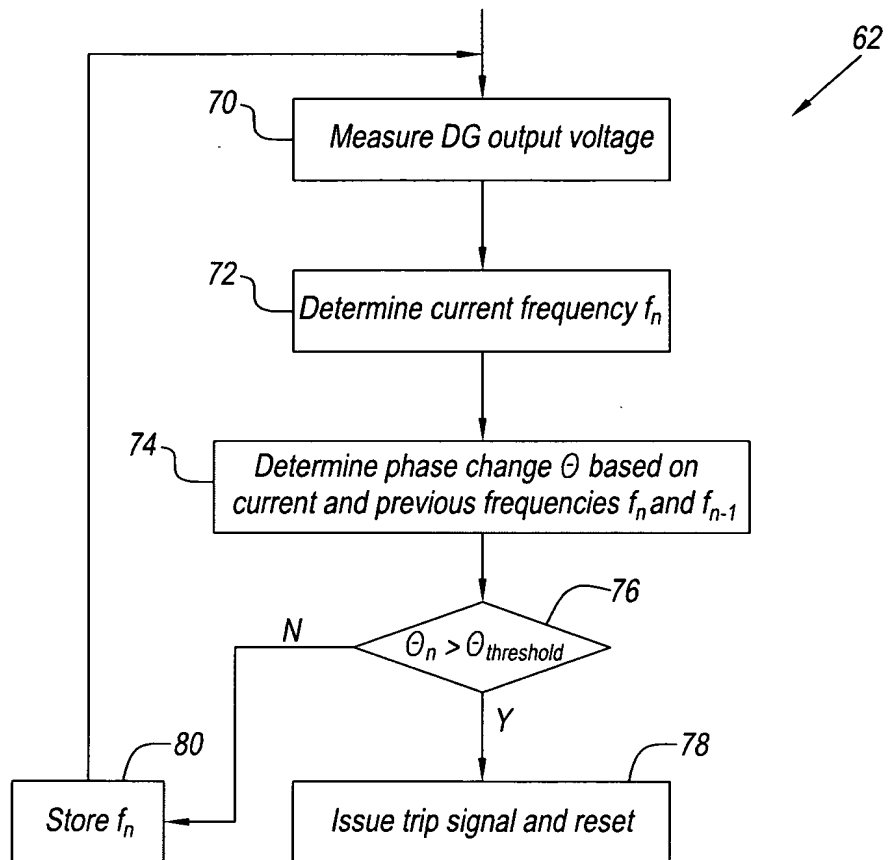 62
70
Measure DG output voltage
72
Determine current frequency fn
74
Determine phase change Θ based on
current and previous frequencies fn and fn-1
76
N
Θn > Θthreshold
Y
80
78
Store fn
Issue trip signal and reset